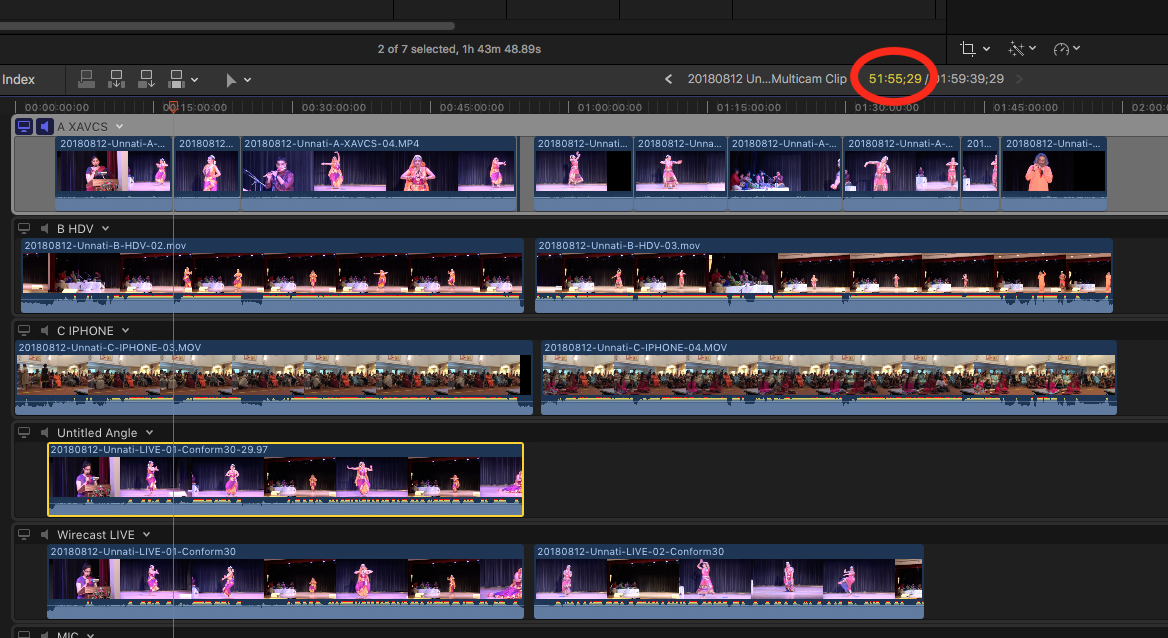 2 of 7 selected, 1h 43m 48.89s
Index
20180812 Un...Multicam Clip
51:55;29 / 01:59:39;29
00:00:00:00
00:15:00:00
00:30:00:00
00:45:00:00
01:00:00:00
01:15:00:00
01:30:00:00
01:45:00:00
02:00:
A XAVCS
20180812-Unnati-A-...
20180812...
20180812-Unnati-A-XAVCS-04.MP4
20180812-Unnati...
20180812-Unna...
20180812-Unnati-A-...
20180812-Unnati-A-...
201...
20180812-Unnati-...
B HDV
20180812-Unnati-B-HDV-02.mov
20180812-Unnati-B-HDV-03.mov
C IPHONE
20180812-Unnati-C-IPHONE-03.MOV
20180812-Unnati-C-IPHONE-04.MOV
Untitled Angle
20180812-Unnati-LIVE-01-Conform30-29.97
Wirecast LIVE
20180812-Unnati-LIVE-01-Conform30
20180812-Unnati-LIVE-02-Conform30
MIC